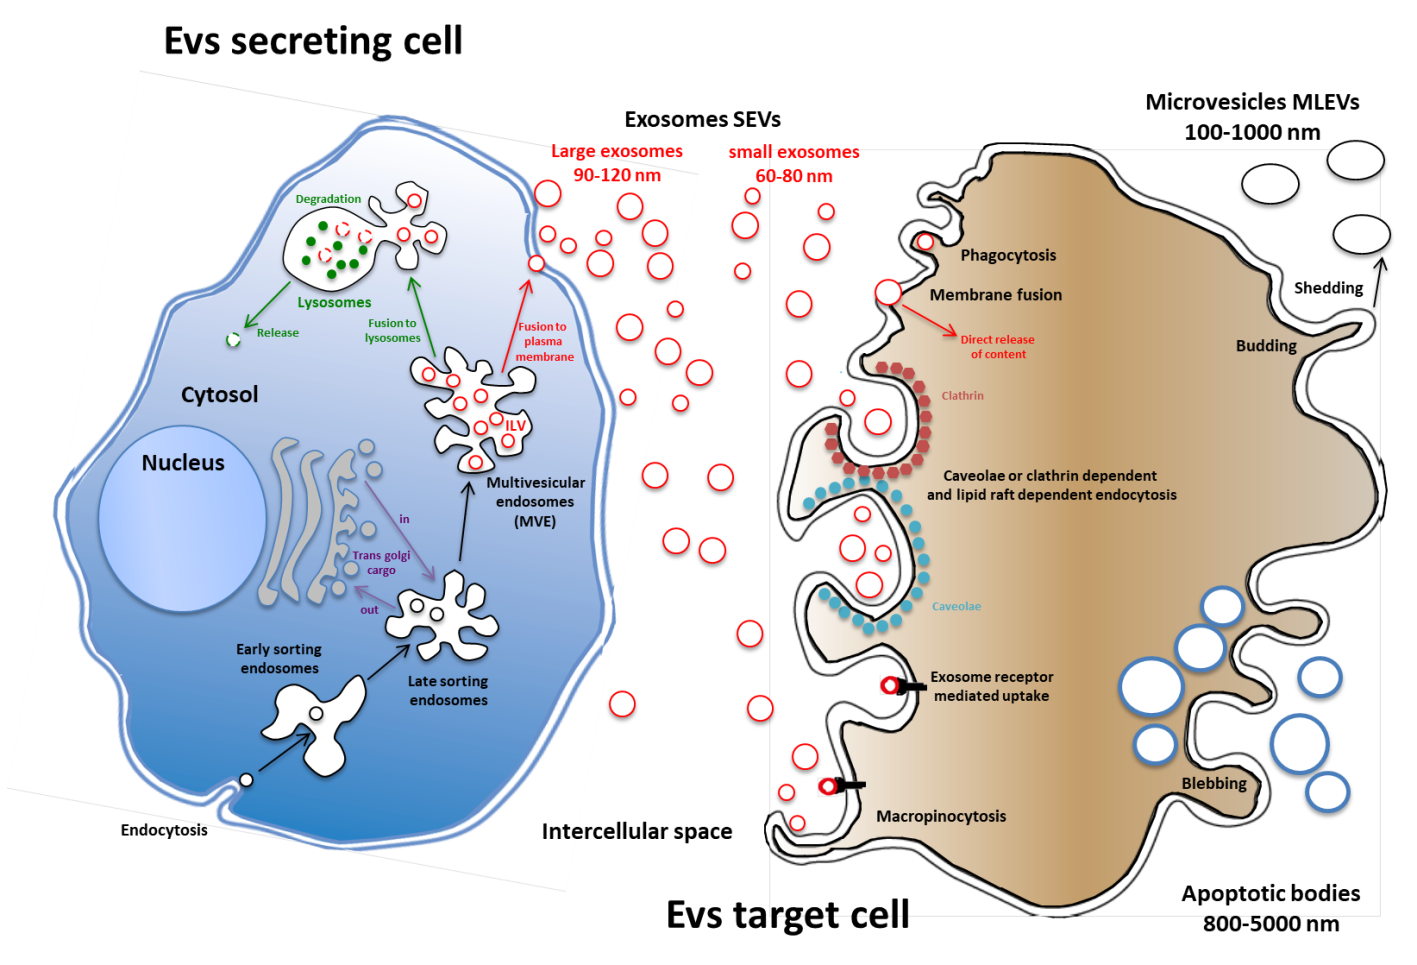 Evs secreting cell
Exosomes SEVs
Large exosomes
90-120 nm
small exosomes
60-80 nm
Microvesicles MLEVs
100-1000 nm
Degradation
Lysosomes
Release
Fusion to
lysosomes
Fusion to
plasma
membrane
Cytosol
ILV
Nucleus
Multivesicular
endosomes
(MVE)
in
Trans golgi
cargo
out
Early sorting
endosomes
Late sorting
endosomes
Endocytosis
Intercellular space
Phagocytosis
Membrane fusion
Direct release
of content
Clathrin
Caveolae or clathrin dependent
and lipid raft dependent endocytosis
Caveolae
Exosome receptor
mediated uptake
Macropinocytosis
Shedding
Budding
Blebbing
Evs target cell
Apoptotic bodies
800-5000 nm